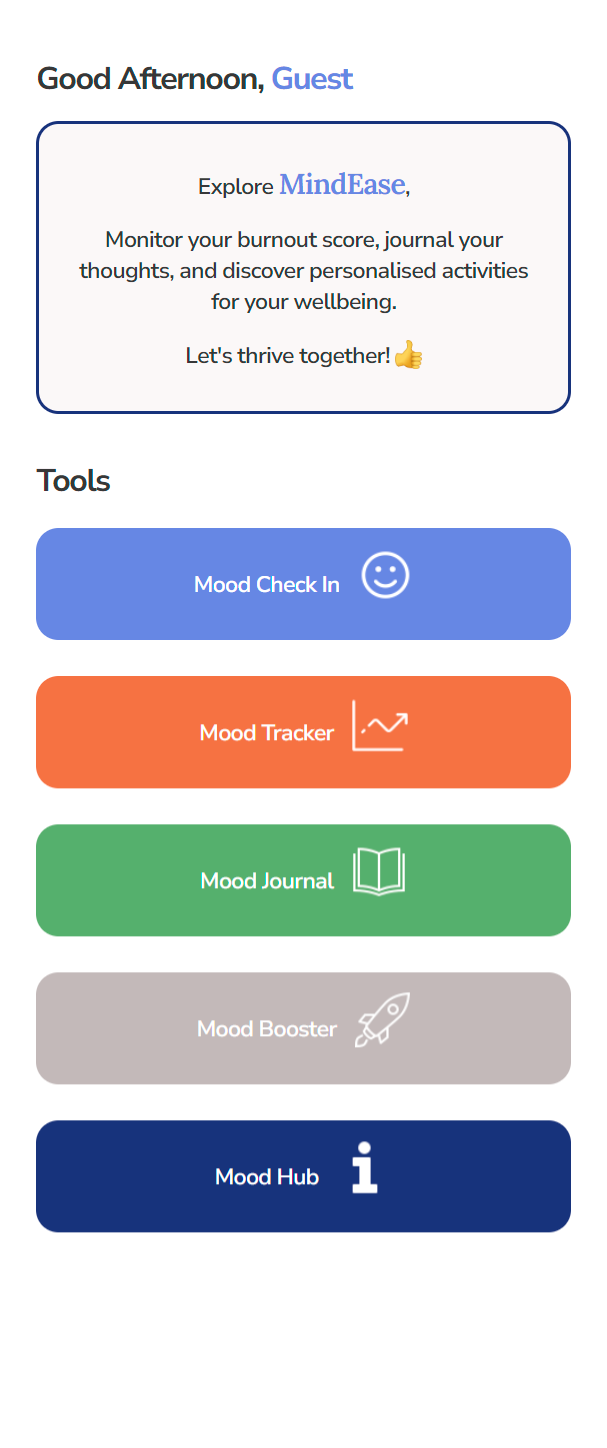 Good Afternoon, Guest
Explore MindEase,
Monitor your burnout score, journal your
thoughts, and discover personalised activities
for your wellbeing.
Let's thrive together! 👍
Tools
Mood Check In
Mood Tracker
Mood Journal
Mood Booster
Mood Hub